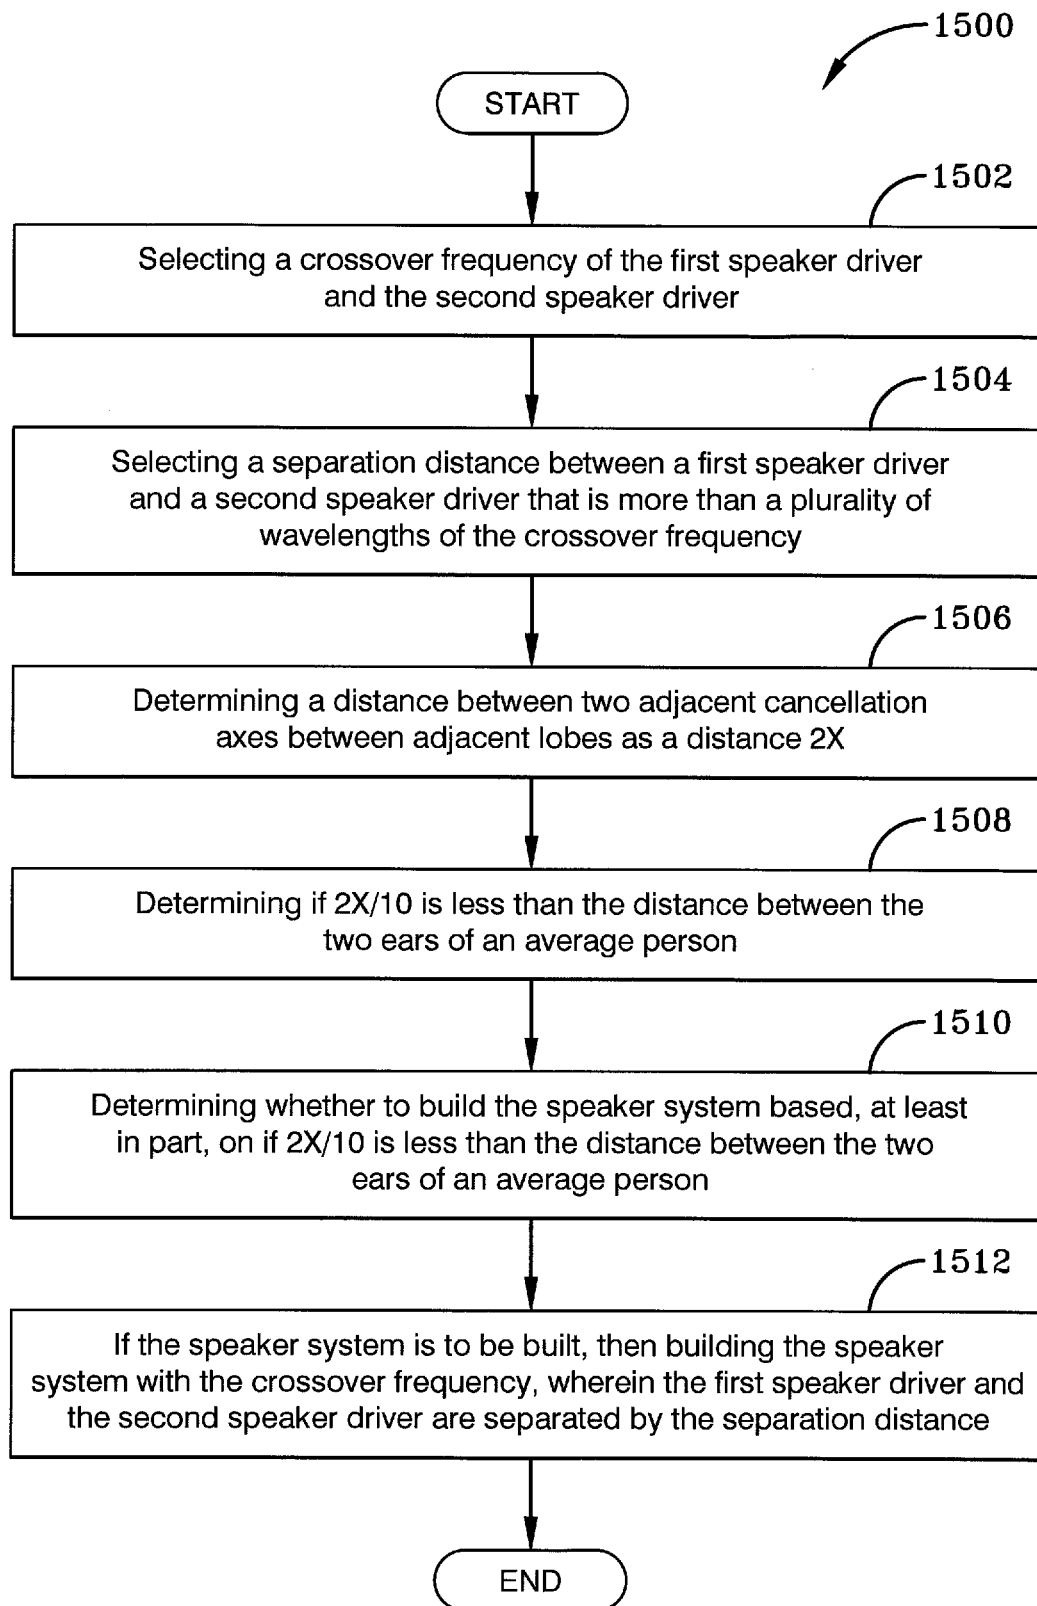 1500
START
1502
Selecting a crossover frequency of the first speaker driver
and the second speaker driver
1504
Selecting a separation distance between a first speaker driver
and a second speaker driver that is more than a plurality of
wavelengths of the crossover frequency
1506
Determining a distance between two adjacent cancellation
axes between adjacent lobes as a distance 2X
1508
Determining if 2X/10 is less than the distance between the
two ears of an average person
1510
Determining whether to build the speaker system based, at least
in part, on if 2X/10 is less than the distance between the two
ears of an average person
1512
If the speaker system is to be built, then building the speaker
system with the crossover frequency, wherein the first speaker driver and
the second speaker driver are separated by the separation distance
END